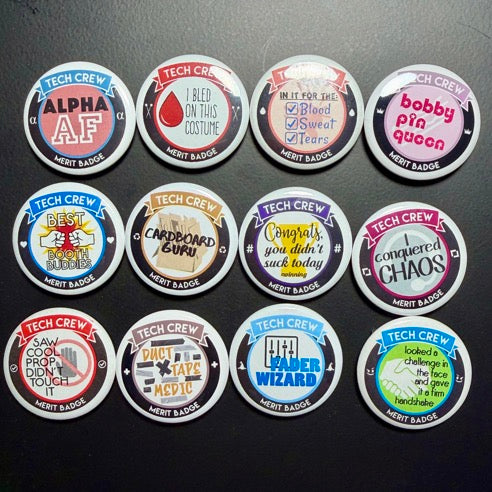 TECH CREW
ALPHA
AF
MERIT BADGE
TECH CREW
I BLED
ON THIS
COSTUME
MERIT BADGE
TECH CREW
IN IT FOR THE:
Blood
Sweat
Tears
MERIT BADGE
TECH CREW
bobby
pin
queen
MERIT BADGE
TECH CREW
BEST
BOOTH
BUDDIES
MERIT BADGE
TECH CREW
CARDBOARD
GURU
MERIT BADGE
TECH CREW
Congrats
you didn't
suck today
#winning
MERIT BADGE
TECH CREW
I conquered
CHAOS
MERIT BADGE
TECH CREW
SAW
COOL
PROP,
DIDN'T
TOUCH
IT
MERIT BADGE
TECH CREW
DUCT TAPE
MEDIC
MERIT BADGE
TECH CREW
FADER
WIZARD
MERIT BADGE
TECH CREW
looked a
challenge in
the face
and gave
it a firm
handshake
MERIT BADGE